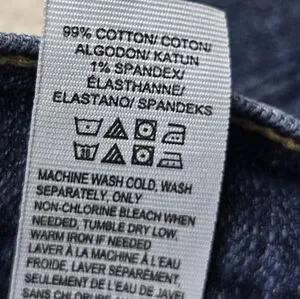 99% COTTON/ COTON/
ALGODON/ KATUN
1% SPANDEX/
ÉLASTHANNE/
ELASTANO/ SPANDEKS
MACHINE WASH COLD, WASH
SEPARATELY, ONLY
NON-CHLORINE BLEACH WHEN
NEEDED, TUMBLE DRY LOW.
WARM IRON IF NEEDED
LAVER À LA MACHINE À L'EAU
FROIDE, LAVER SÉPARÉMENT,
SEULEMENT DE L'EAU DE JAVEL
SANS CHLORE